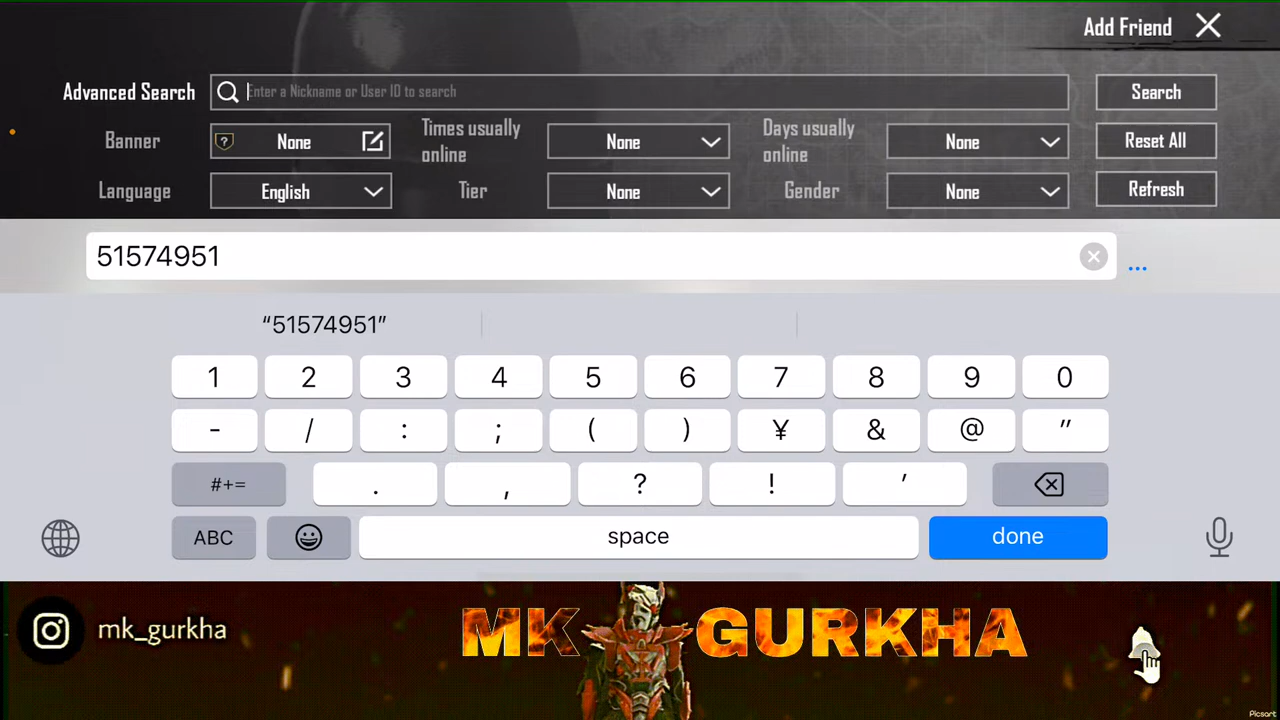 Add Friend
Advanced Search Enter a Nickname or User ID to search Search
Banner ? None Times usually online None Days usually online None Reset All
Language English Tier None Gender None Refresh
51574951 ...
“51574951”
1 2 3 4 5 6 7 8 9 0
- / : ; ( ) ¥ & @ ”
#+= . , ? ! ’
ABC space done
mk_gurkha MK GURKHA
Picsart